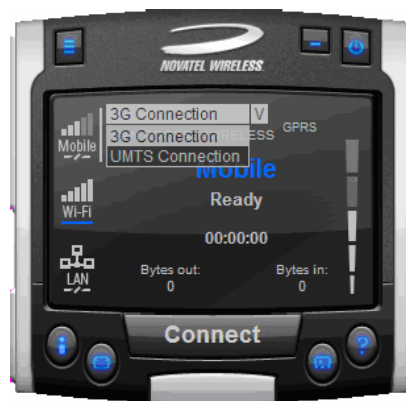 NOVATEL WIRELESS
3G Connection V
GPRS
3G Connection
UMTS Connection
Mobile
Mobile
Ready
Wi-Fi
00:00:00
LAN
Bytes out: Bytes in:
0 0
Connect
?